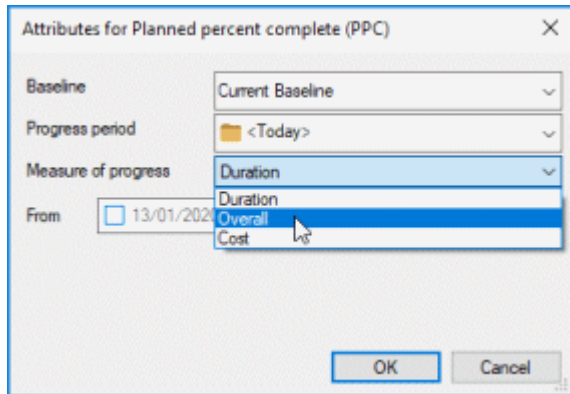 Attributes for Planned percent complete (PPC)
Baseline
Current Baseline
Progress period
<Today>
Measure of progress
Duration
Duration
From
13/01/2020
Overall
Cost
OK
Cancel